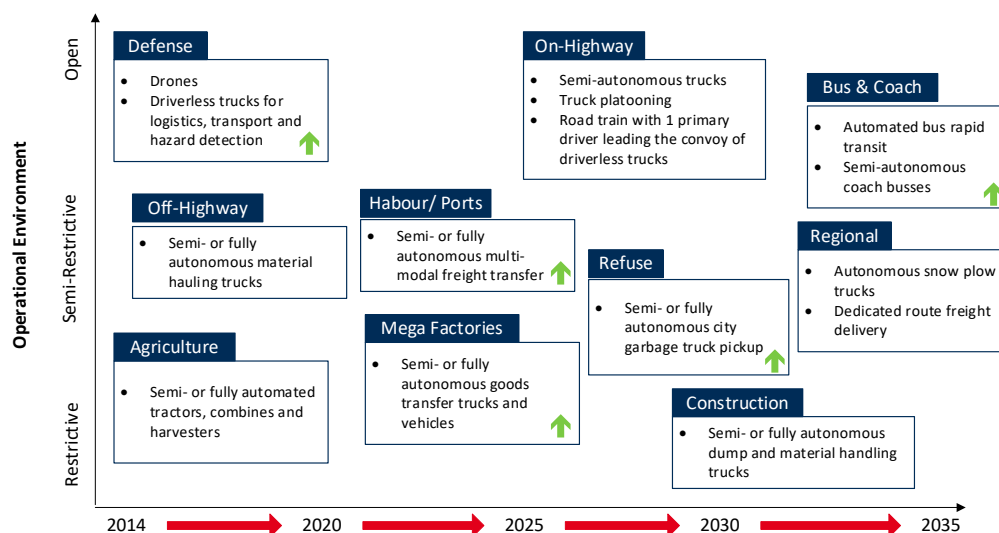 Operational Environment
Open
Semi-Restrictive
Restrictive
Defense
• Drones
• Driverless trucks for
logistics, transport and
hazard detection
On-Highway
• Semi-autonomous trucks
• Truck platooning
• Road train with 1 primary
driver leading the convoy of
driverless trucks
Bus & Coach
• Automated bus rapid
transit
• Semi-autonomous
coach busses
Off-Highway
• Semi- or fully
autonomous material
hauling trucks
Habour/ Ports
• Semi- or fully
autonomous multi-
modal freight transfer
Refuse
• Semi- or fully
autonomous city
garbage truck pickup
Regional
• Autonomous snow plow
trucks
• Dedicated route freight
delivery
Agriculture
• Semi- or fully automated
tractors, combines and
harvesters
Mega Factories
• Semi- or fully
autonomous goods
transfer trucks and
vehicles
Construction
• Semi- or fully autonomous
dump and material handling
trucks
2014
2020
2025
2030
2035